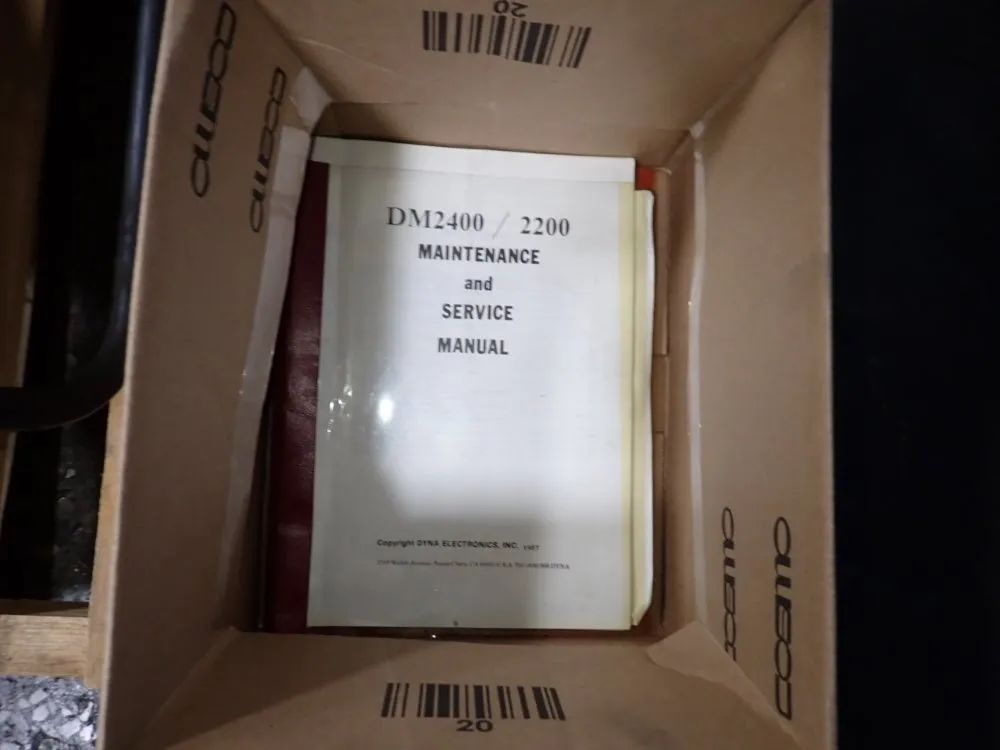 20
DM2400 / 2200
MAINTENANCE
and
SERVICE
MANUAL
Copyright DYNA ELECTRONICS, INC.
20